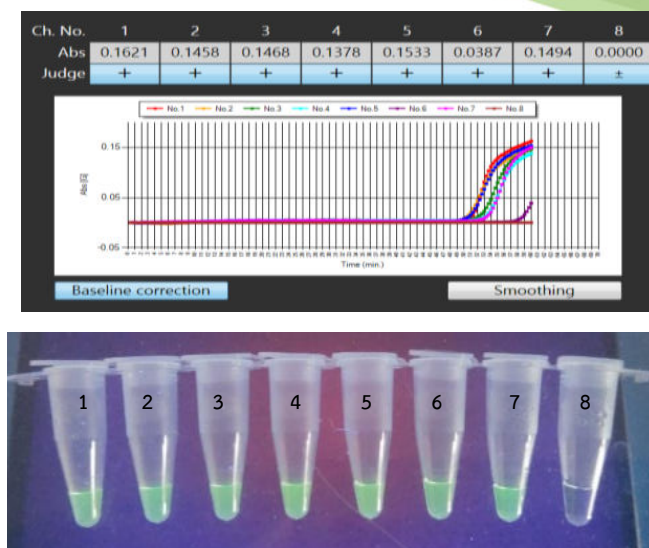 Ch. No. 1 2 3 4 5 6 7 8
Abs 0.1621 0.1458 0.1468 0.1378 0.1533 0.0387 0.1494 0.0000
Judge + + + + + + + ±
No.1 No.2 No.3 No.4 No.5 No.6 No.7 No.8
0.15
Abs[G]
0.05
-0.05
Time (min.)
Baseline correction Smoothing
1 2 3 4 5 6 7 8